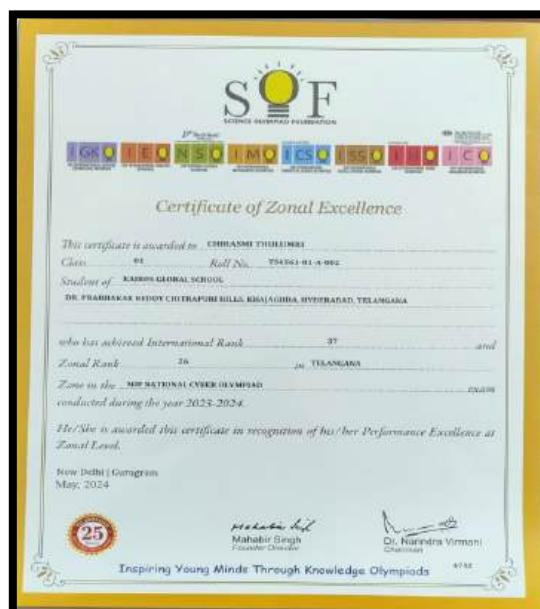 SOF
SCIENCE OLYMPIAD FOUNDATION
IGKO IEO NSO IMO ICSO ISSO IHO ICO
Certificate of Zonal Excellence
This certificate is awarded to CHIRASMI THULUMRI
Class 01 Roll No. TS4361-01-A-002
Student of KAIROS GLOBAL SCHOOL
DR. PRABHAKAR REDDY CHITRAPURI HILLS, KHAJAGUDA, HYDERABAD, TELANGANA
who has achieved International Rank 37 and
Zonal Rank 26 in TELANGANA
Zone in the SOF NATIONAL CYBER OLYMPIAD exam
conducted during the year 2023-2024.
He/She is awarded this certificate in recognition of his/her Performance Excellence at
Zonal Level.
New Delhi | Gurugram
May, 2024
25
Mahabir Singh
Founder Director
Dr. Narindra Virmani
Chairman
Inspiring Young Minds Through Knowledge Olympiads